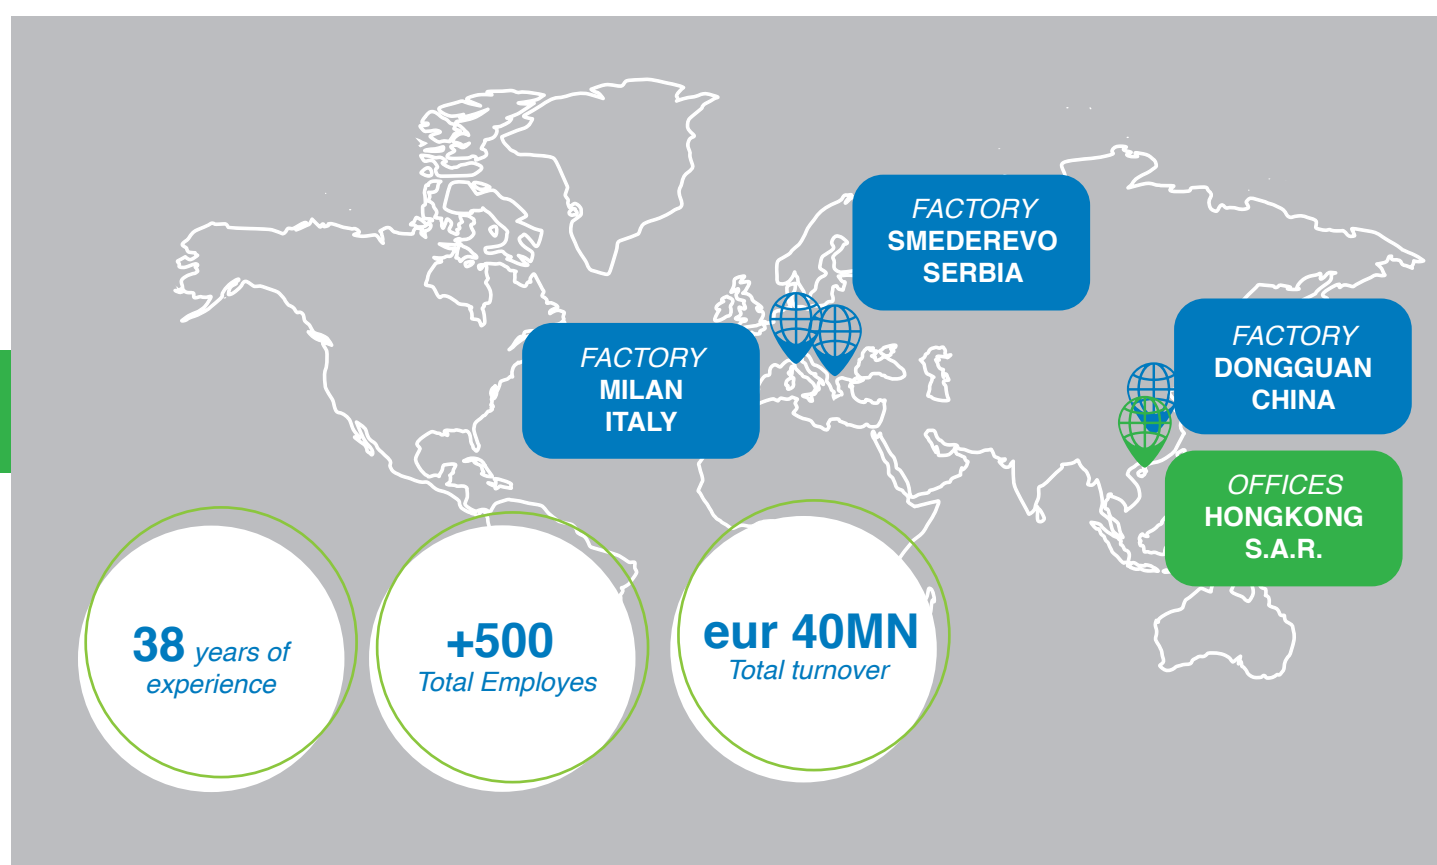 FACTORY
SMEDEREVO
SERBIA
FACTORY
MILAN
ITALY
FACTORY
DONGGUAN
CHINA
OFFICES
HONGKONG
S.A.R.
38 years of
experience
+500
Total Employes
eur 40MN
Total turnover